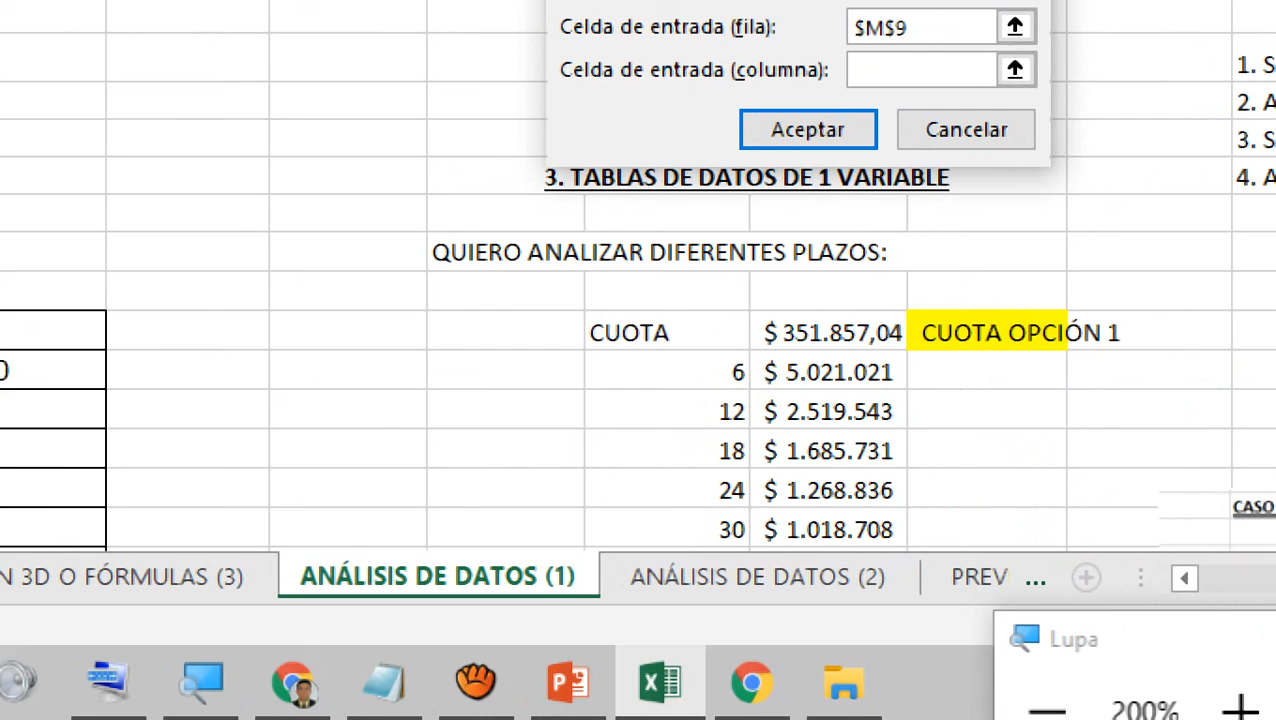 Celda de entrada (fila): $M$9
Celda de entrada (columna):
Aceptar Cancelar
1. S
2. A
3. S
4. A
3. TABLAS DE DATOS DE 1 VARIABLE
QUIERO ANALIZAR DIFERENTES PLAZOS:
CUOTA $ 351.857,04 CUOTA OPCIÓN 1
0 6 $ 5.021.021
12 $ 2.519.543
18 $ 1.685.731
24 $ 1.268.836
30 $ 1.018.708
CASO
N 3D O FÓRMULAS (3) ANÁLISIS DE DATOS (1) ANÁLISIS DE DATOS (2) PREV ...
Lupa
200%